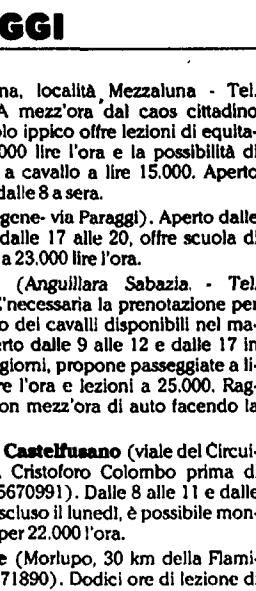 GGI
na, località Mezzaluna - Tel.
A mezz'ora dal caos cittadino
olo ippico offre lezioni di equita-
000 lire l'ora e la possibilità di
a cavallo a lire 15.000. Aperto
dalle 8 a sera.
gene- via Paraggi). Aperto dalle
dalle 17 alle 20, offre scuola di
a 23.000 lire l'ora.
(Anguillara Sabazia. - Tel.
E' necessaria la prenotazione per
o dei cavalli disponibili nel ma-
erto dalle 9 alle 12 e dalle 17 in
giorni, propone passeggiate a li-
re l'ora e lezioni a 25.000. Rag-
on mezz'ora di auto facendo la
Castelfusano (viale del Circui-
Cristoforo Colombo prima d
5670991). Dalle 8 alle 11 e dalle
scluso il lunedì, è possibile mon-
per 22.000 l'ora.
e (Morlupo, 30 km della Flami-
71890). Dodici ore di lezione d